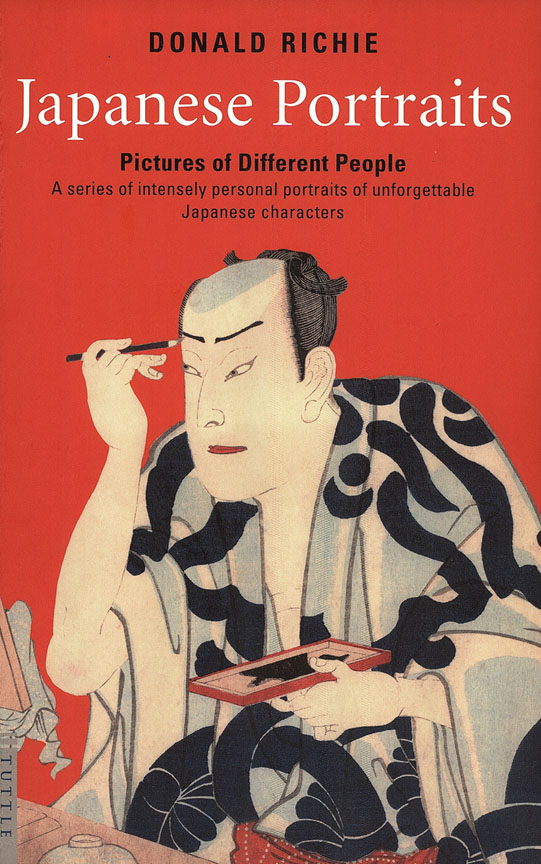 DONALD RICHIE
Japanese Portraits
Pictures of Different People
A series of intensely personal portraits of unforgettable
Japanese characters
TUTTLE